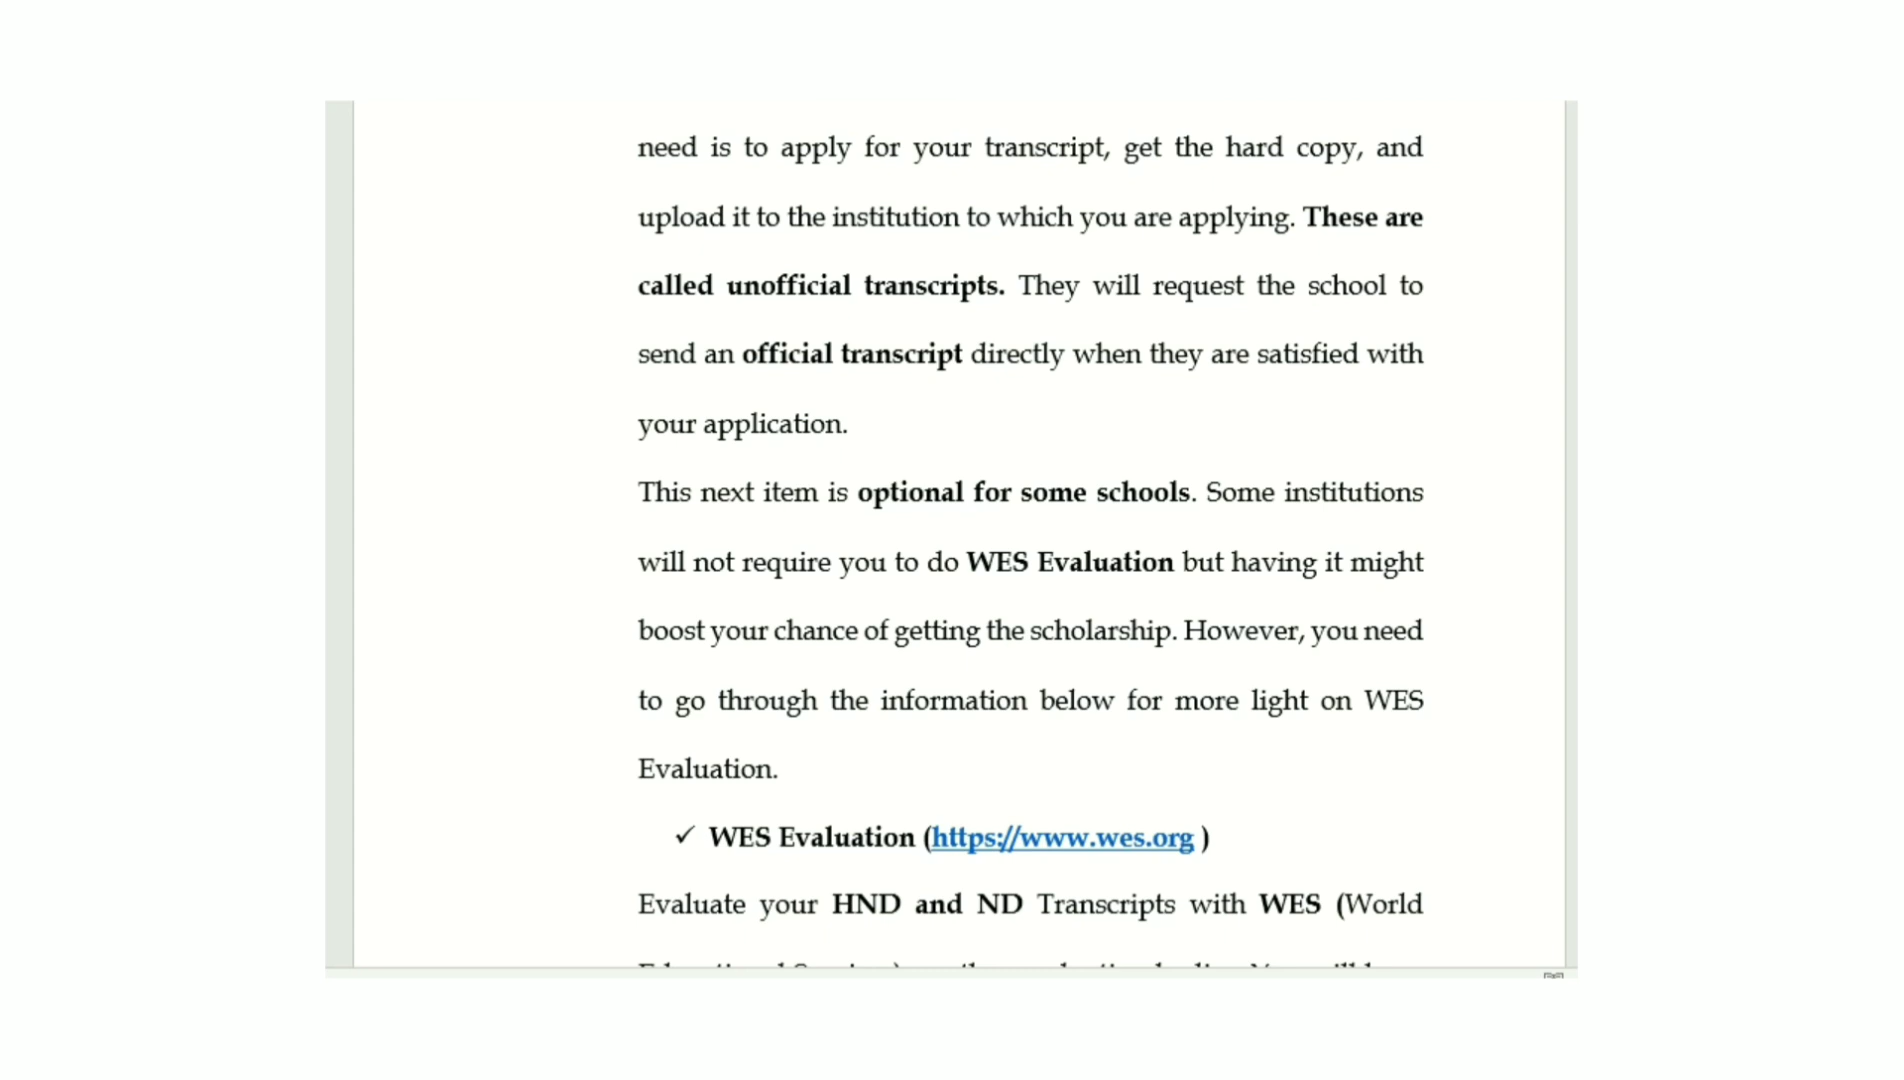 need is to apply for your transcript, get the hard copy, and
upload it to the institution to which you are applying. These are
called unofficial transcripts. They will request the school to
send an official transcript directly when they are satisfied with
your application.
This next item is optional for some schools. Some institutions
will not require you to do WES Evaluation but having it might
boost your chance of getting the scholarship. However, you need
to go through the information below for more light on WES
Evaluation.
✓ WES Evaluation (https://www.wes.org )
Evaluate your HND and ND Transcripts with WES (World